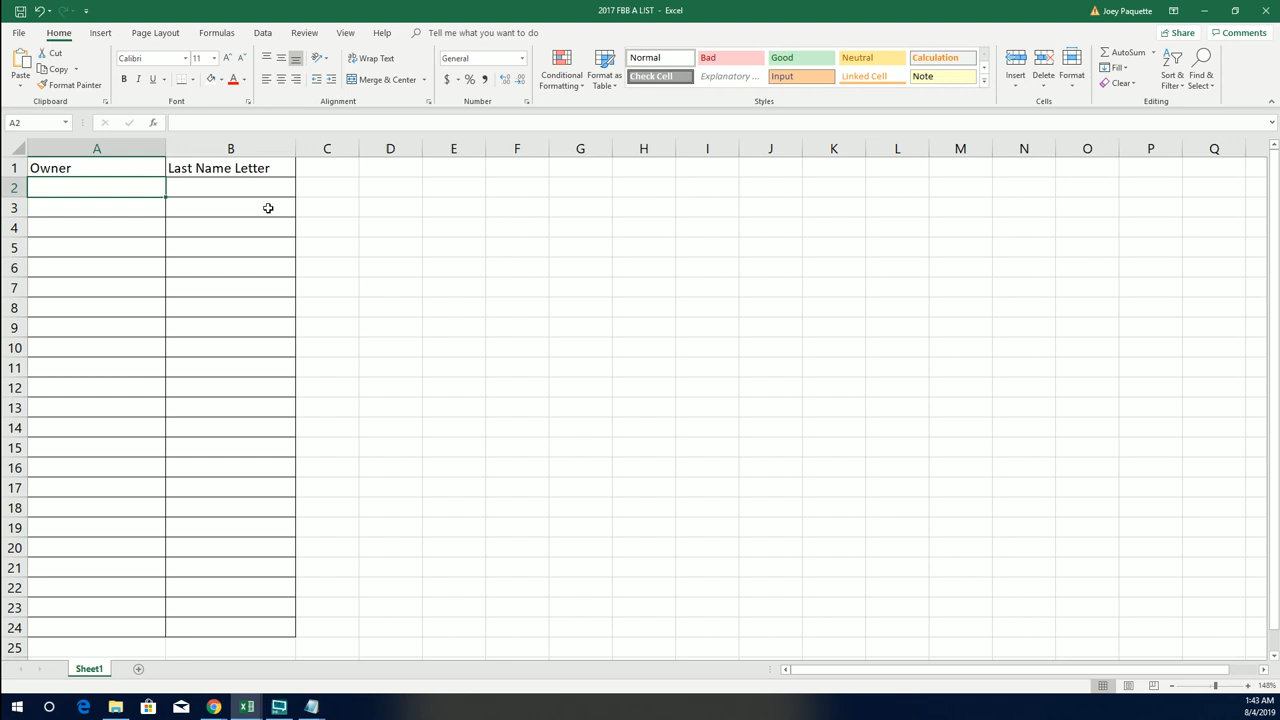 2017 FBB A LIST - Excel
Joey Paquette
File Home Insert Page Layout Formulas Data Review View Help Tell me what you want to do Share Comments
Paste
Cut
Copy
Format Painter
Clipboard
Calibri 11
B I U
Font
Wrap Text
Merge & Center
Alignment
General
$ % ,
Number
Conditional
Formatting
Format as
Table
Normal Bad Good Neutral Calculation
Check Cell Explanatory ... Input Linked Cell Note
Styles
Insert Delete Format
Cells
AutoSum
Fill
Clear
Sort &
Filter
Find &
Select
Editing
A2
fx
A B C D E F G H I J K L M N O P Q
1 Owner Last Name Letter
2
3
4
5
6
7
8
9
10
11
12
13
14
15
16
17
18
19
20
21
22
23
24
25
Sheet1
148%
1:43 AM
8/4/2019